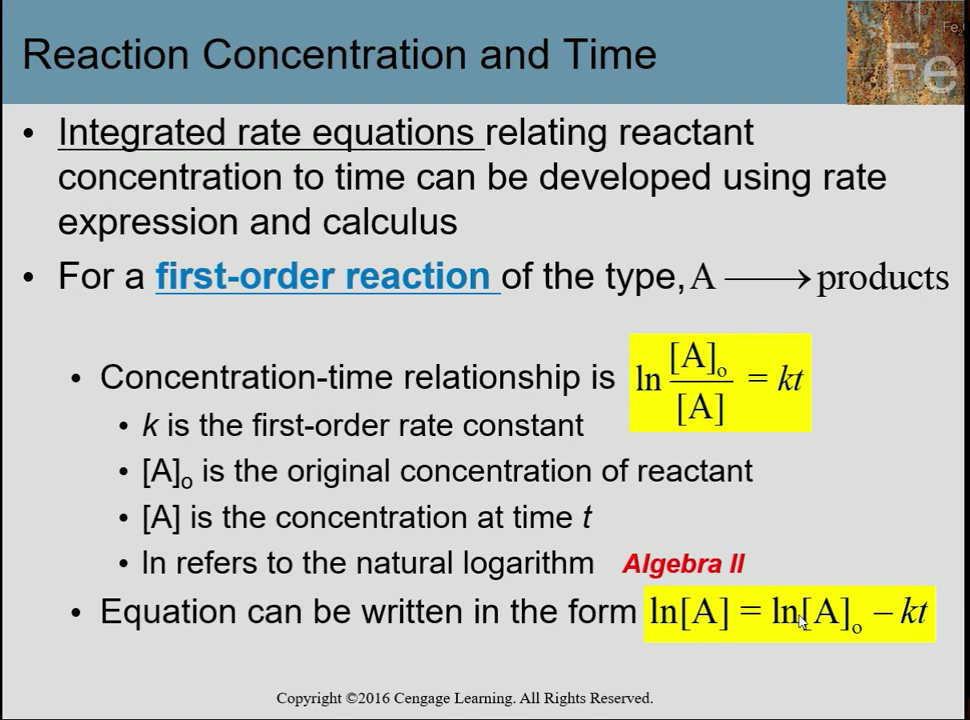 Reaction Concentration and Time
Fe
Fe
• Integrated rate equations relating reactant
concentration to time can be developed using rate
expression and calculus
• For a first-order reaction of the type, A ⟶ products
• Concentration-time relationship is ln [A]₀/[A] = kt
• k is the first-order rate constant
• [A]o is the original concentration of reactant
• [A] is the concentration at time t
• ln refers to the natural logarithm Algebra II
• Equation can be written in the form ln[A] = ln[A]₀ – kt
Copyright ©2016 Cengage Learning. All Rights Reserved.